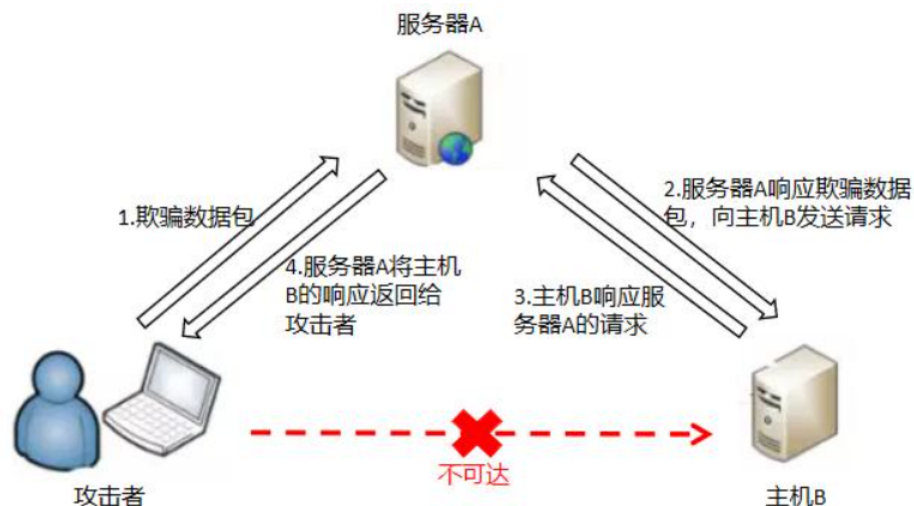 服务器A
1.欺骗数据包
2.服务器A响应欺骗数据
包，向主机B发送请求
4.服务器A将主机
B的响应返回给
攻击者
3.主机B响应服
务器A的请求
不可达
攻击者
主机B